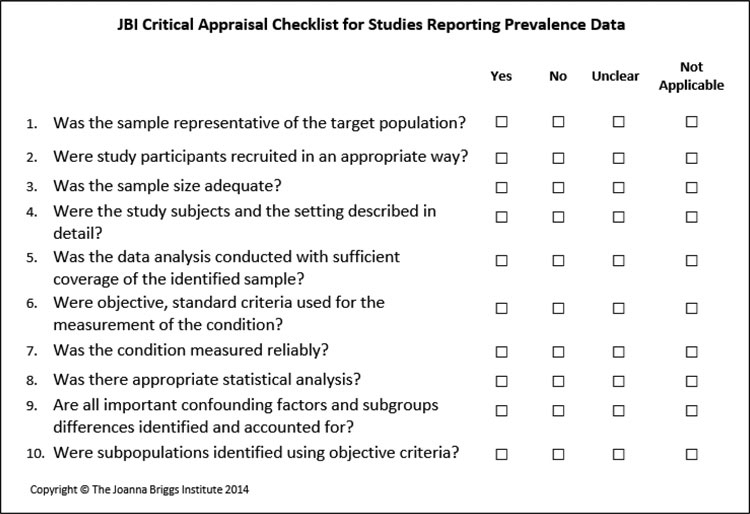 JBI Critical Appraisal Checklist for Studies Reporting Prevalence Data
Yes No Unclear Not Applicable
1. Was the sample representative of the target population?
2. Were study participants recruited in an appropriate way?
3. Was the sample size adequate?
4. Were the study subjects and the setting described in
detail?
5. Was the data analysis conducted with sufficient
coverage of the identified sample?
6. Were objective, standard criteria used for the
measurement of the condition?
7. Was the condition measured reliably?
8. Was there appropriate statistical analysis?
9. Are all important confounding factors and subgroups
differences identified and accounted for?
10. Were subpopulations identified using objective criteria?
Copyright © The Joanna Briggs Institute 2014